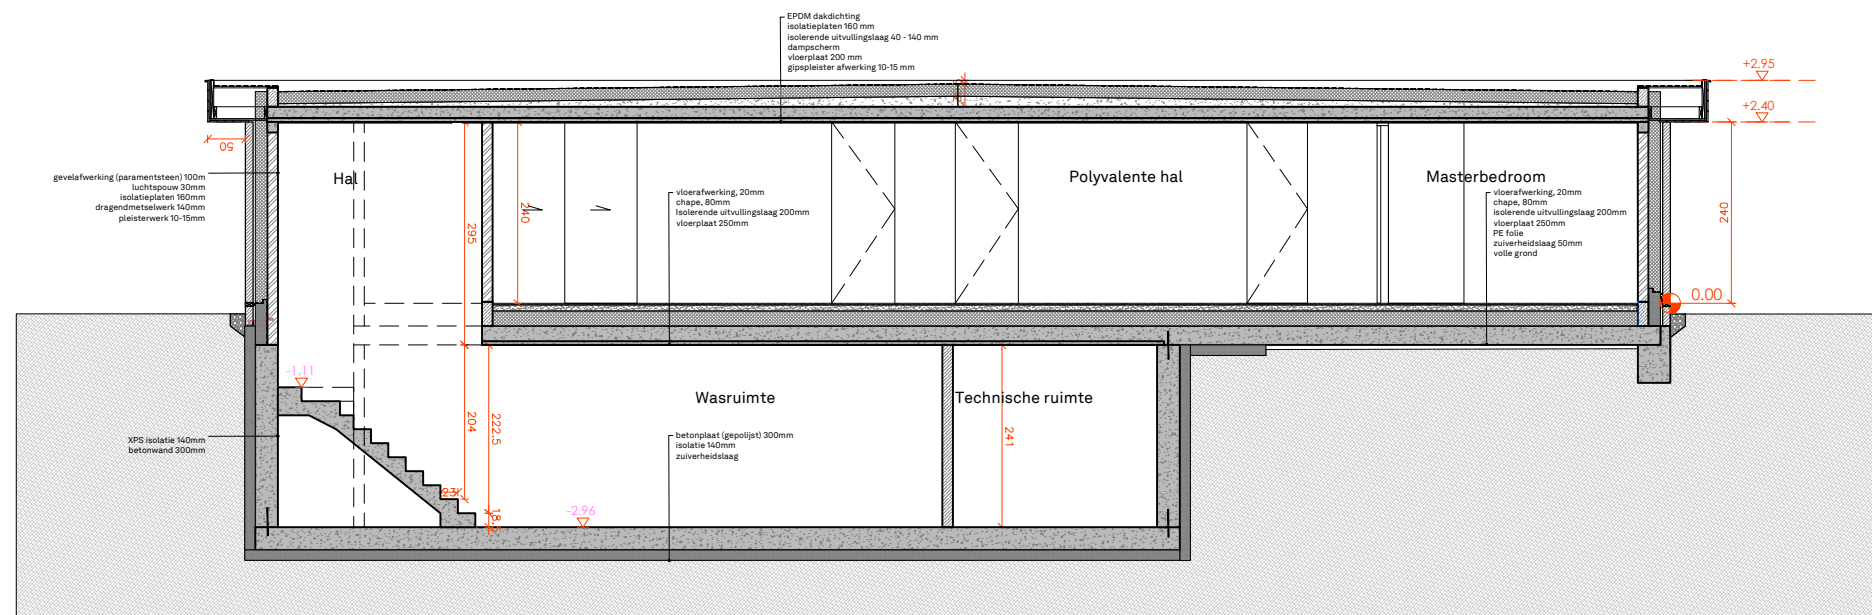 EPDM dakdichting
isolatieplaten 160 mm
isolerende uitvullingslaag 40 - 140 mm
dampscherm
vloerplaat 200 mm
gipspleister afwerking 10-15 mm
+2.95
+2.40
50
gevelafwerking (paramentsteen) 100m
luchtspouw 30mm
isolatieplaten 160mm
dragendmetselwerk 140mm
pleisterwerk 10-15mm
Hal
295
240
vloerafwerking, 20mm
chape, 80mm
Isolerende uitvullingslaag 200mm
vloerplaat 250mm
Polyvalente hal
Masterbedroom
vloerafwerking, 20mm
chape, 80mm
isolerende uitvullingslaag 200mm
vloerplaat 250mm
PE folie
zuiverheidslaag 50mm
volle grond
240
0.00
-1.11
XPS isolatie 140mm
betonwand 300mm
204
222.5
23
Wasruimte
betonplaat (gepolijst) 300mm
isolatie 140mm
zuiverheidslaag
Technische ruimte
241
-2.96